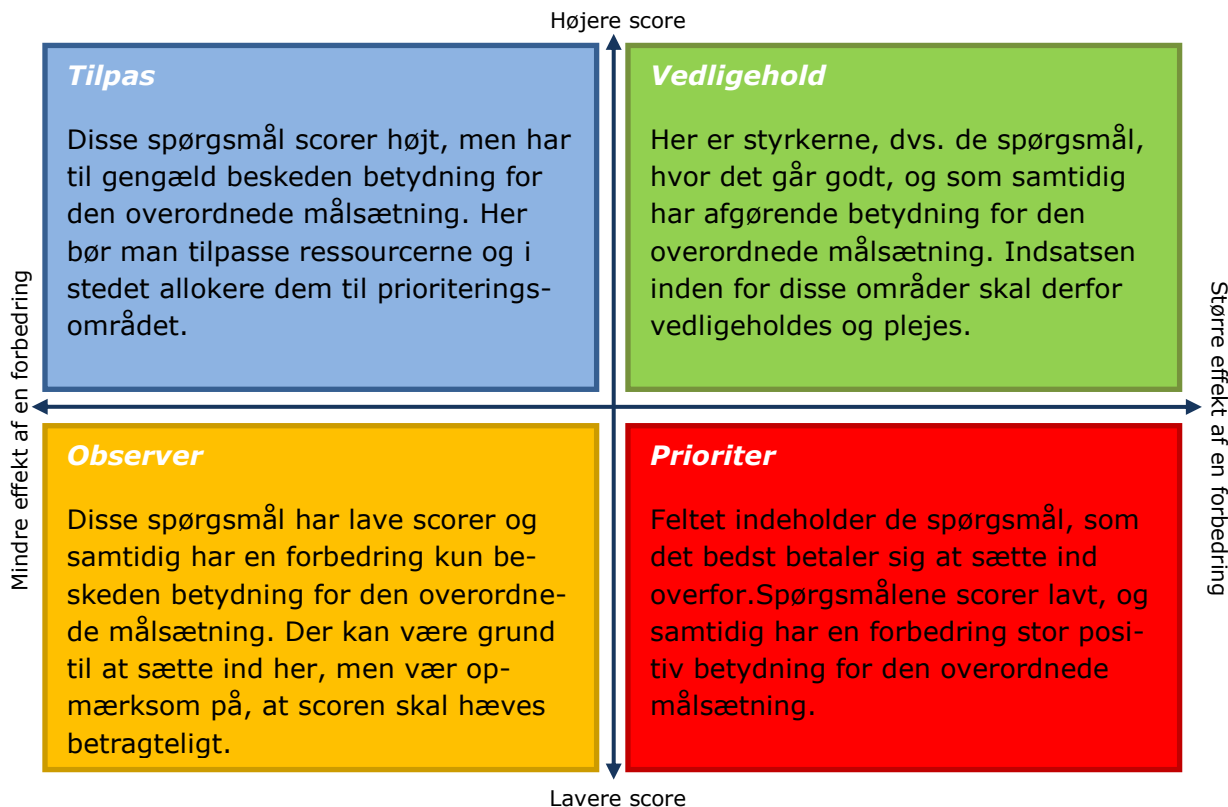 Højere score
Tilpas
Disse spørgsmål scorer højt, men har
til gengæld beskeden betydning for
den overordnede målsætning. Her
bør man tilpasse ressourcerne og i
stedet allokere dem til prioriterings-
området.
Vedligehold
Her er styrkerne, dvs. de spørgsmål,
hvor det går godt, og som samtidig
har afgørende betydning for den
overordnede målsætning. Indsatsen
inden for disse områder skal derfor
vedligeholdes og plejes.
Mindre effekt af en forbedring
Større effekt af en forbedring
Observer
Disse spørgsmål har lave scorer og
samtidig har en forbedring kun be-
skeden betydning for den overordne-
de målsætning. Der kan være grund
til at sætte ind her, men vær op-
mærksom på, at scoren skal hæves
betragteligt.
Prioriter
Feltet indeholder de spørgsmål, som
det bedst betaler sig at sætte ind
overfor.Spørgsmålene scorer lavt, og
samtidig har en forbedring stor posi-
tiv betydning for den overordnede
målsætning.
Lavere score